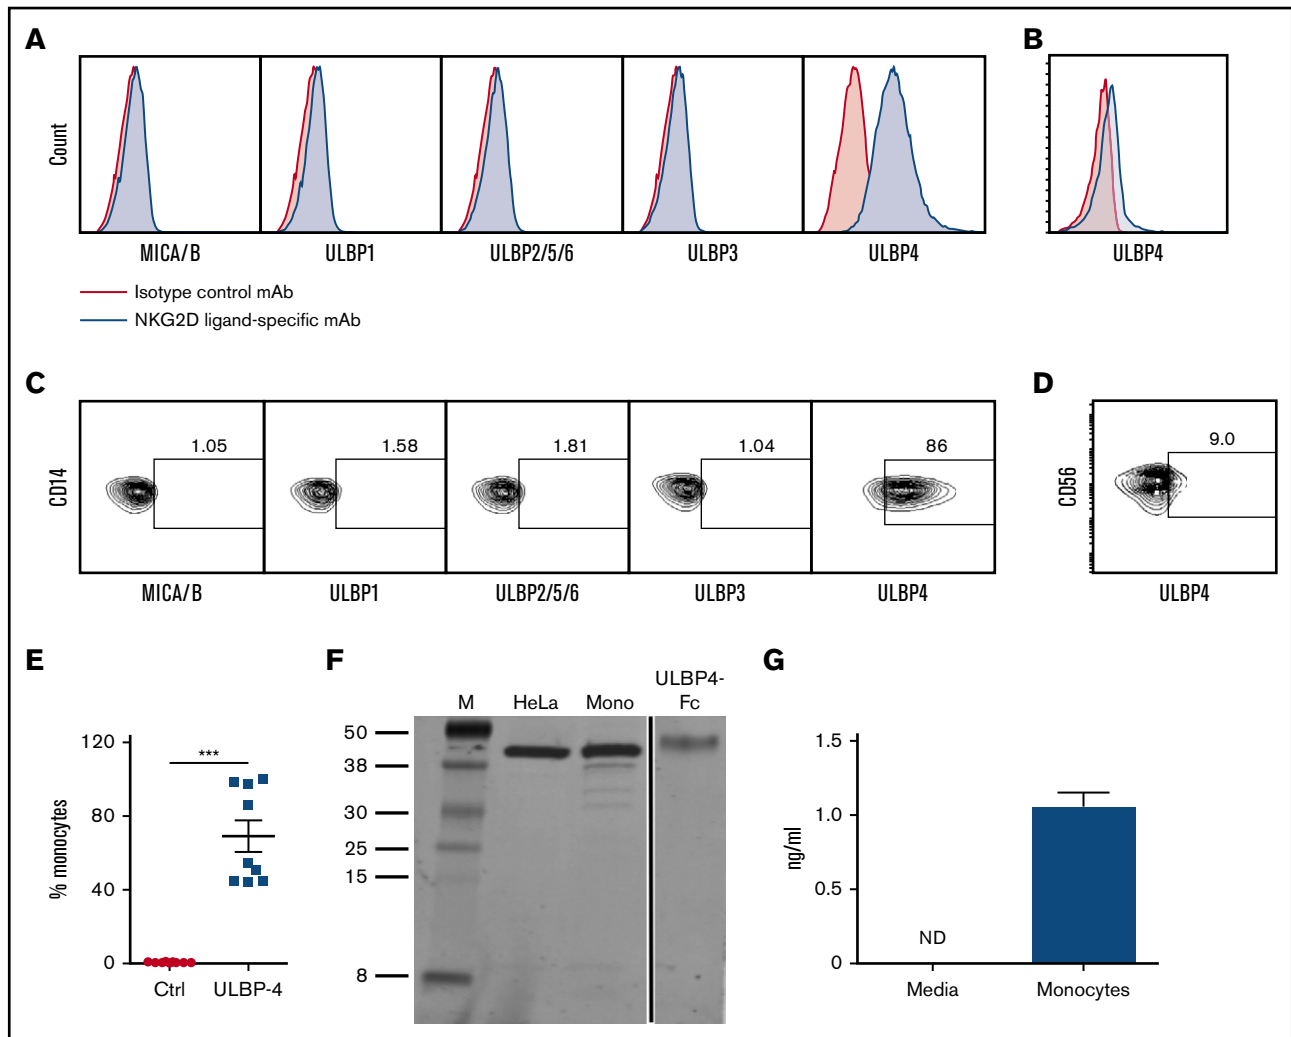 A
B
Count
MICA/B
ULBP1
ULBP2/5/6
ULBP3
ULBP4
ULBP4
Isotype control mAb
NKG2D ligand-specific mAb
C
D
CD14
1.05
1.58
1.81
1.04
86
CD56
9.0
MICA/B
ULBP1
ULBP2/5/6
ULBP3
ULBP4
ULBP4
E
% monocytes
120
80
40
0
***
Ctrl
ULBP-4
F
M
HeLa
Mono
ULBP4-
Fc
50
38
30
25
15
8
G
ng/ml
1.5
1.0
0.5
0
ND
Media
Monocytes